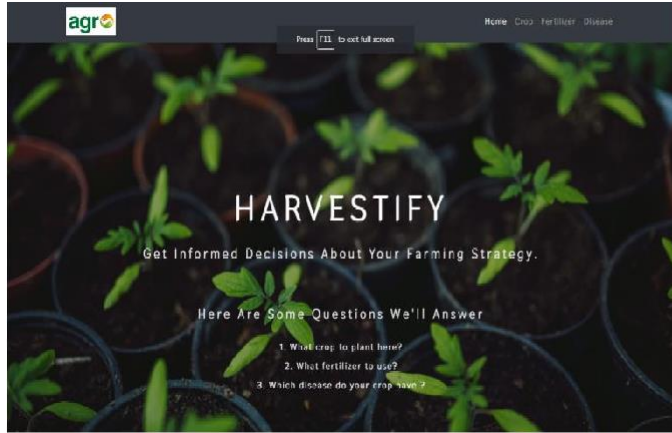 agro
Home Crop Fertilizer Disease
Press F11 to exit full screen
HARVESTIFY
Get Informed Decisions About Your Farming Strategy.
Here Are Some Questions We'll Answer
1. What crop to plant here?
2. What fertilizer to use?
3. Which disease do your crop have ?